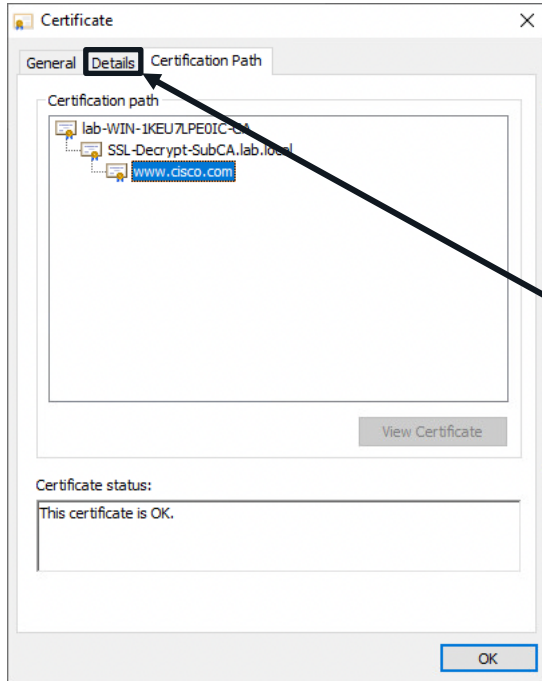 Certificate
General Details Certification Path
Certification path
lab-WIN-1KEU7LPE0IC-CA
SSL-Decrypt-SubCA.lab.local
www.cisco.com
View Certificate
Certificate status:
This certificate is OK.
OK